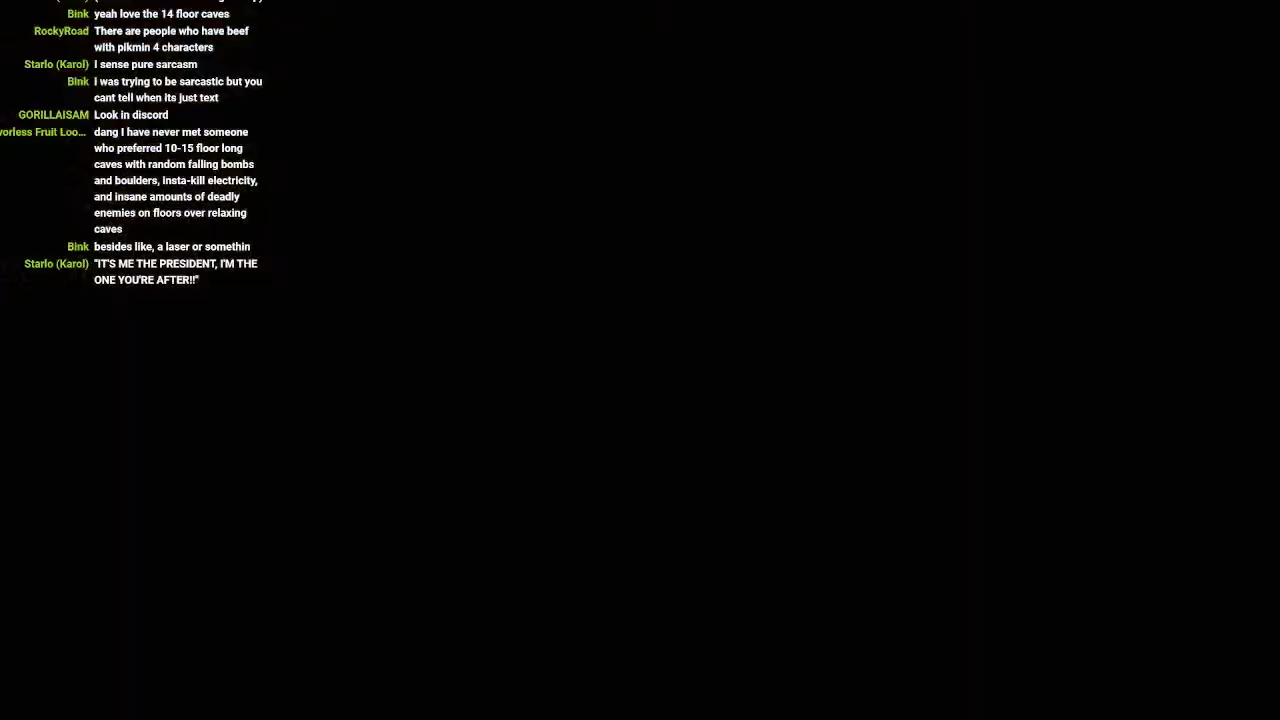 Bink yeah love the 14 floor caves
RockyRoad There are people who have beef
with pikmin 4 characters
Starlo (Karol) I sense pure sarcasm
Bink i was trying to be sarcastic but you
cant tell when its just text
GORILLAISAM Look in discord
vorless Fruit Loo... dang I have never met someone
who preferred 10-15 floor long
caves with random falling bombs
and boulders, insta-kill electricity,
and insane amounts of deadly
enemies on floors over relaxing
caves
Bink besides like, a laser or somethin
Starlo (Karol) "IT'S ME THE PRESIDENT, I'M THE
ONE YOU'RE AFTER!!"